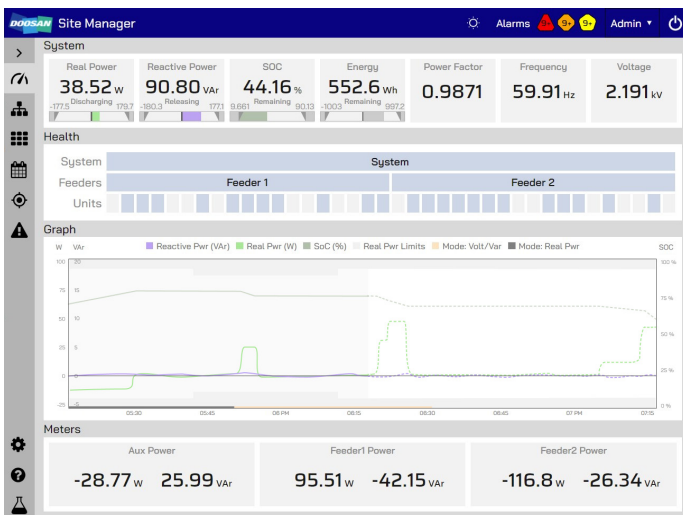 DOOSAN Site Manager Alarms 9+ 9+ 9+ Admin
System
Real Power Reactive Power SOC Energy Power Factor Frequency Voltage
38.52 W 90.80 VAr 44.16 % 552.6 Wh 0.9871 59.91 Hz 2.191 kV
-177.5 Discharging 179.7 -180.3 Releasing 177.1 9.661 Remaining 90.13 -1003 Remaining 997.2
Health
System System
Feeders Feeder 1 Feeder 2
Units
Graph
W VAr Reactive Pwr (VAr) Real Pwr (W) SoC (%) Real Pwr Limits Mode: Volt/Var Mode: Real Pwr SOC
100 20 100 %
75 15 75 %
50 10 50 %
25 5 25 %
0 0
-25 -5 0 %
05:30 05:45 06 PM 06:15 06:30 06:45 07 PM 07:15
Meters
Aux Power Feeder1 Power Feeder2 Power
-28.77 W 25.99 VAr 95.51 W -42.15 VAr -116.8 W -26.34 VAr